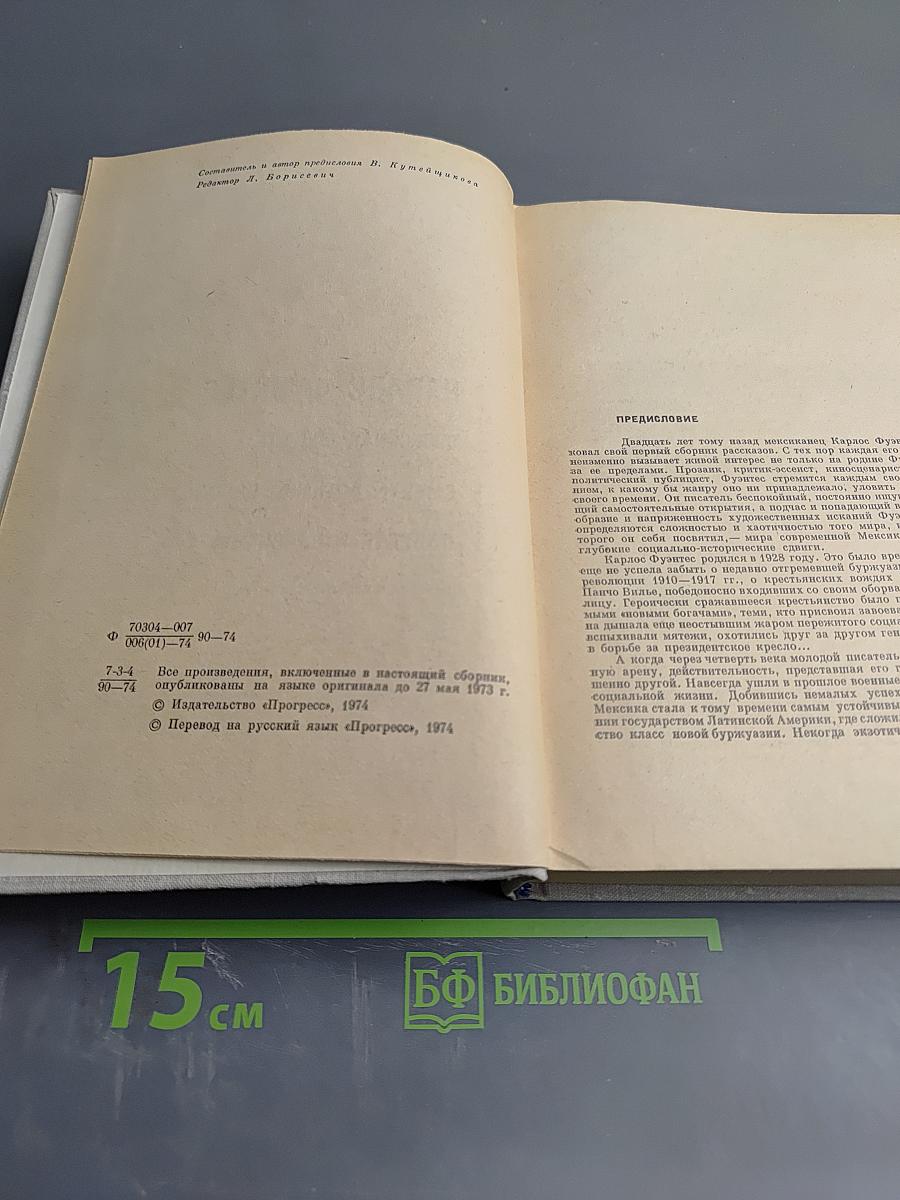 Составитель и автор предисловия В. Кутейщикова
Редактор Л. Борисевич
Ф 70304—007
006(01)—74 90—74
7-3-4
90—74
Все произведения, включенные в настоящий сборник,
опубликованы на языке оригинала до 27 мая 1973 г.
© Издательство «Прогресс», 1974
© Перевод на русский язык «Прогресс», 1974
ПРЕДИСЛОВИЕ
Двадцать лет тому назад мексиканец Карлос Фуэн
ковал свой первый сборник рассказов. С тех пор каждая его
неизменно вызывает живой интерес не только на родине Фу
за ее пределами. Прозаик, критик-эссеист, киносценарист
политический публицист, Фуэнтес стремится каждым сво
нием, к какому бы жанру оно ни принадлежало, уловить
своего времени. Он писатель беспокойный, постоянно ищу
щий самостоятельные открытия, а подчас и попадающий в
образие и напряженность художественных исканий Фуэ
определяются сложностью и хаотичностью того мира, к
торого он себя посвятил,— мира современной Мексик
глубокие социально-исторические сдвиги.
Карлос Фуэнтес родился в 1928 году. Это было вре
еще не успела забыть о недавно отгремевшей буржуаз
революции 1910—1917 гг., о крестьянских вождях
Панчо Вилье, победоносно входивших со своим оборва
лицу. Героически сражавшееся крестьянство было п
мыми «новыми богачами», теми, кто присвоил завоева
на дышала еще неостывшим жаром пережитого социа
вспыхивали мятежи, охотились друг за другом ген
в борьбе за президентское кресло...
А когда через четверть века молодой писатель
ную арену, действительность, представшая его
шенно другой. Навсегда ушли в прошлое военные
социальной жизни. Добившись немалых успех
Мексика стала к тому времени самым устойчивы
нии государством Латинской Америки, где сложи
ство класс новой буржуазии. Некогда экзотич
15 см
БФ БИБЛИОФАН